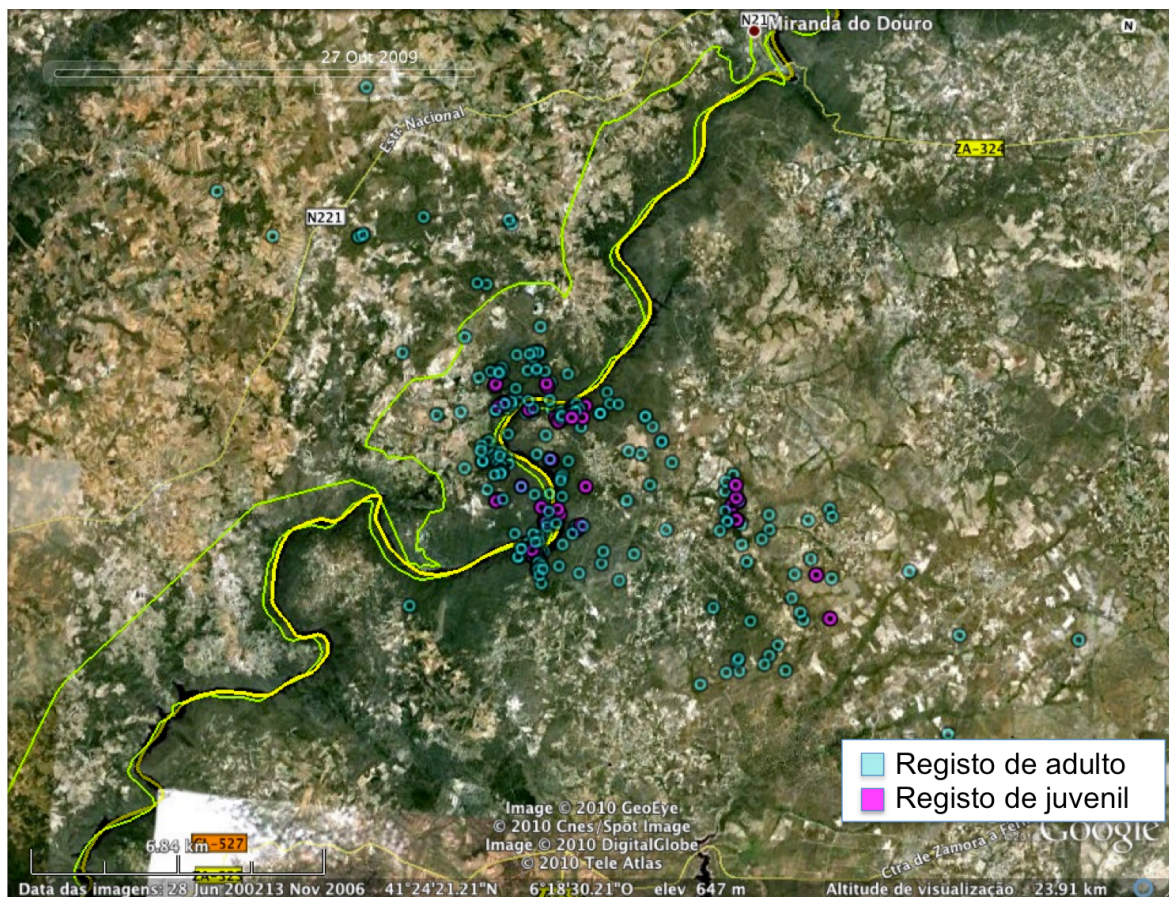 N21
Miranda do Douro
N
27 Out 2009
Estr Nacional
ZA-324
N221
Registo de adulto
Registo de juvenil
Image © 2010 GeoEye
© 2010 Cnes/Spot Image
Image © 2010 DigitalGlobe
© 2010 Tele Atlas
Google
6.84 km
-527
Ctra de Zamora a
Data das imagens: 28 Jun 200213 Nov 2006 41°24'21.21"N 6°18'30.21"O elev 647 m Altitude de visualização 23.91 km